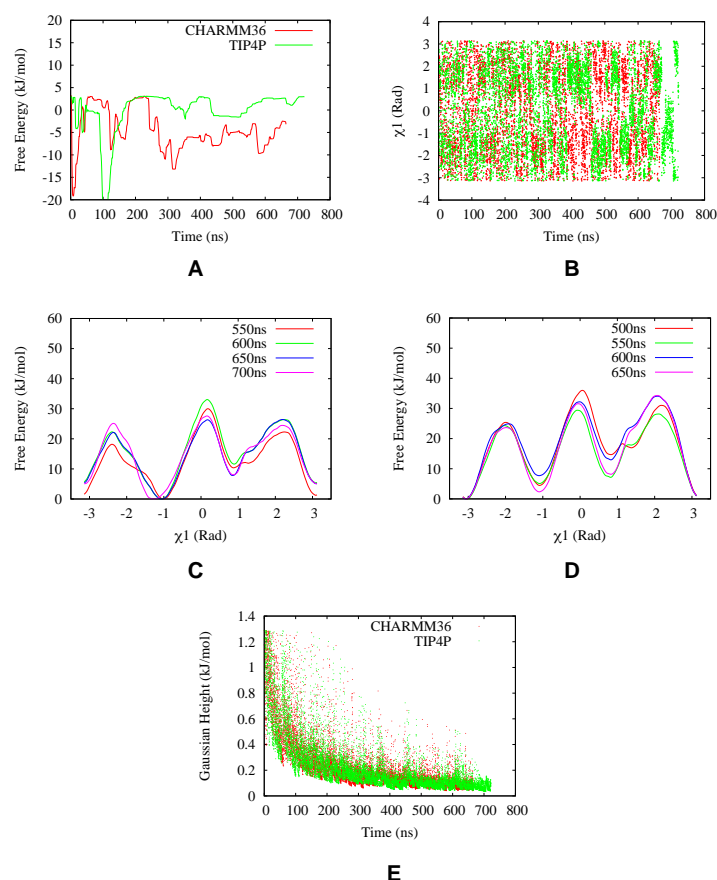 20
15
10
5
0
-5
-10
-15
-20
Free Energy (kJ/mol)
CHARMM36
TIP4P
0 100 200 300 400 500 600 700 800
Time (ns)
A
4
3
2
1
0
-1
-2
-3
-4
χ1 (Rad)
0 100 200 300 400 500 600 700 800
Time (ns)
B
60
50
40
30
20
10
0
Free Energy (kJ/mol)
550ns
600ns
650ns
700ns
-3 -2 -1 0 1 2 3
χ1 (Rad)
C
60
50
40
30
20
10
0
Free Energy (kJ/mol)
500ns
550ns
600ns
650ns
-3 -2 -1 0 1 2 3
χ1 (Rad)
D
1.4
1.2
1
0.8
0.6
0.4
0.2
0
Gaussian Height (kJ/mol)
CHARMM36
TIP4P
0 100 200 300 400 500 600 700 800
Time (ns)
E